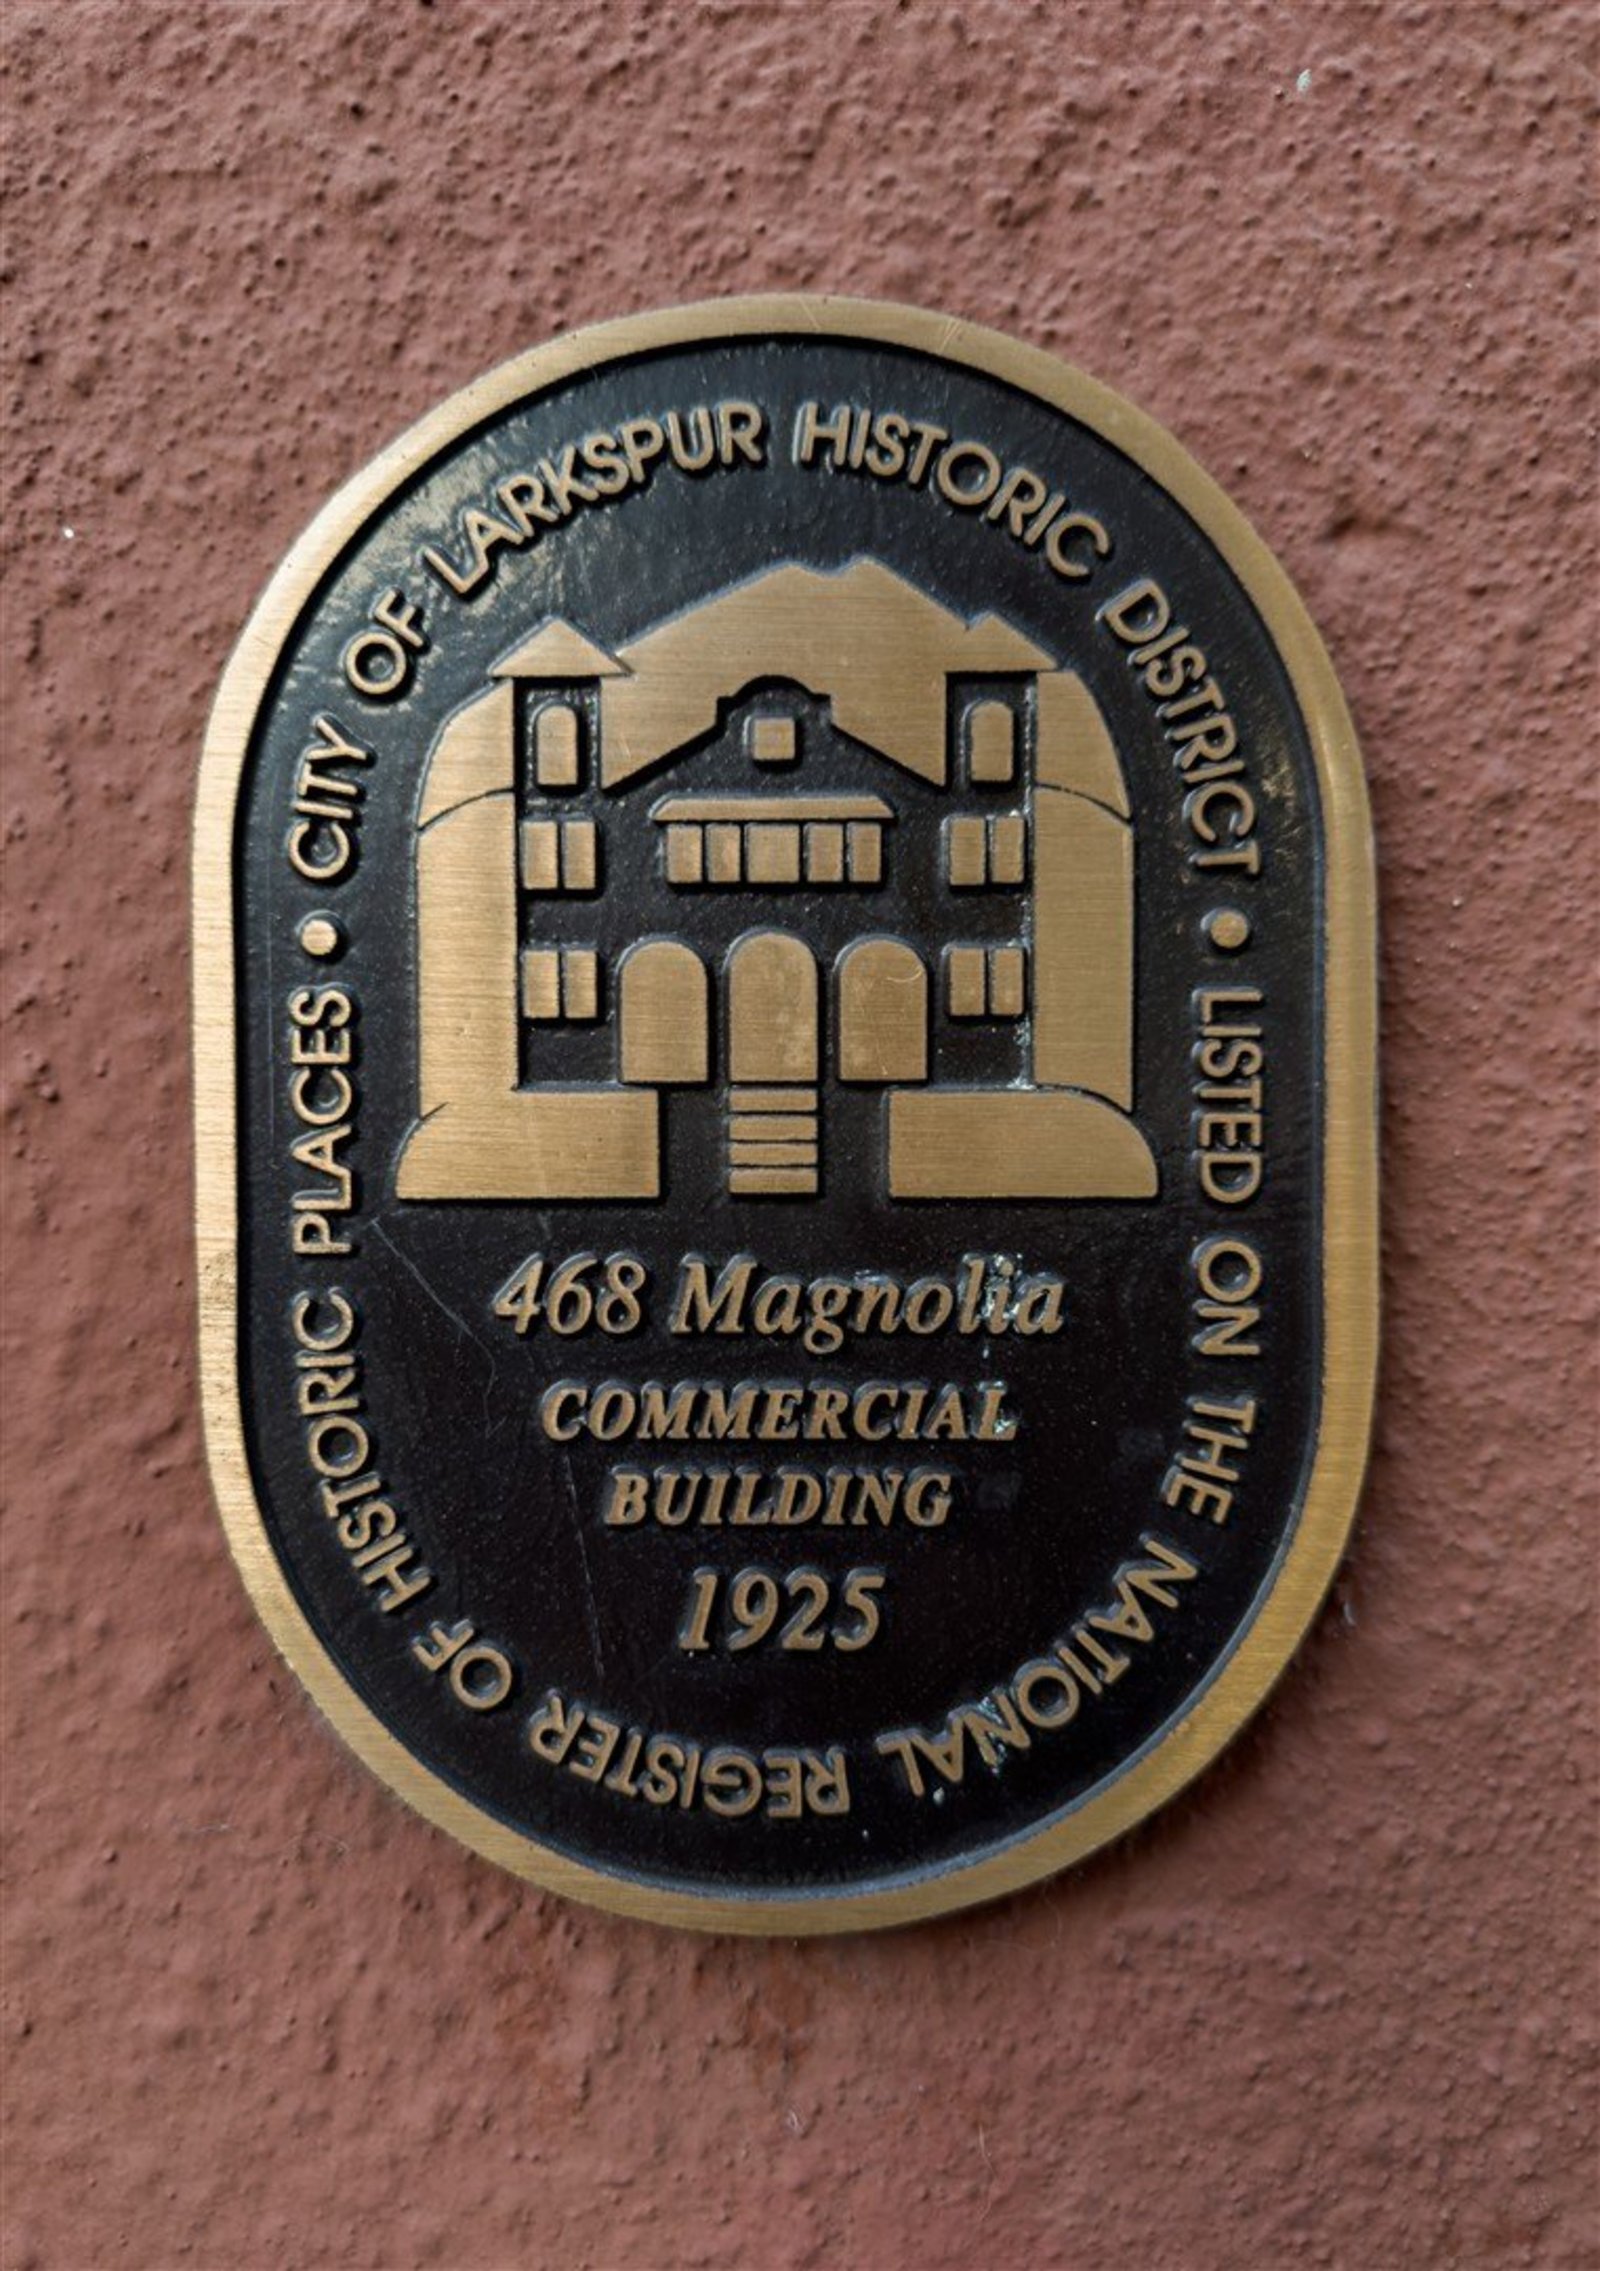 • CITY OF LARKSPUR HISTORIC DISTRICT • LISTED ON THE NATIONAL REGISTER OF HISTORIC PLACES
468 Magnolia
COMMERCIAL
BUILDING
1925